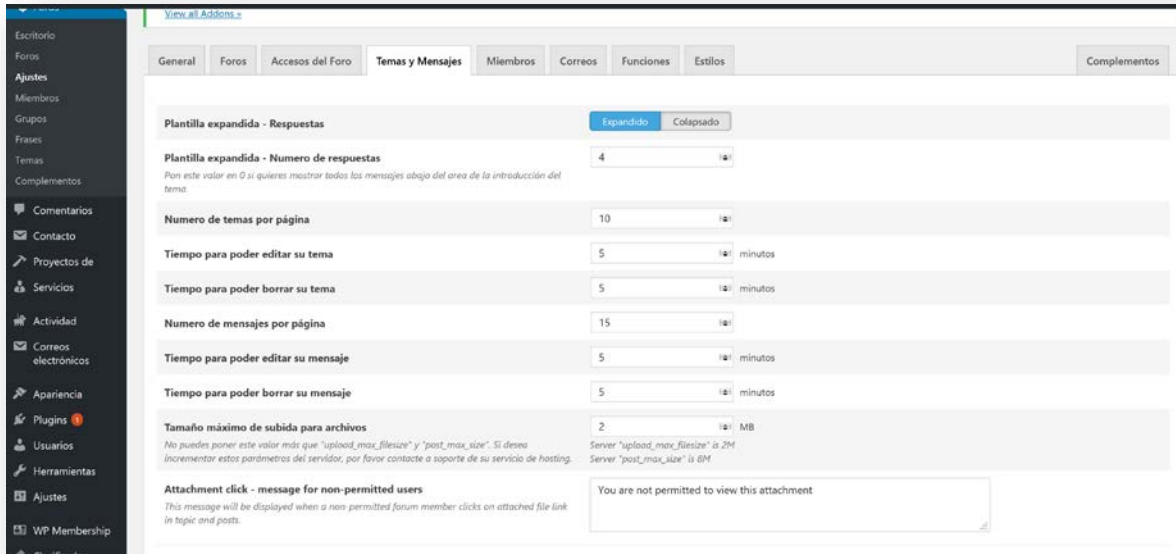 View all Addons »
Escritorio
Foros
Ajustes
Miembros
Grupos
Frases
Temas
Complementos
Comentarios
Contacto
Proyectos de
Servicios
Actividad
Correos
electrónicos
Apariencia
Plugins 1
Usuarios
Herramientas
Ajustes
WP Membership
General Foros Accesos del Foro Temas y Mensajes Miembros Correos Funciones Estilos Complementos
Plantilla expandida - Respuestas Expandido Colapsado
Plantilla expandida - Numero de respuestas 4
Pon este valor en 0 si quieres mostrar todos los mensajes abajo del area de la introducción del
tema.
Numero de temas por página 10
Tiempo para poder editar su tema 5 minutos
Tiempo para poder borrar su tema 5 minutos
Numero de mensajes por página 15
Tiempo para poder editar su mensaje 5 minutos
Tiempo para poder borrar su mensaje 5 minutos
Tamaño máximo de subida para archivos 2 MB
No puedes poner este valor más que "upload_max_filesize" y "post_max_size". Si desea Server "upload_max_filesize" is 2M
incrementar estos parámetros del servidor, por favor contacte a soporte de su servicio de hosting. Server "post_max_size" is 8M
Attachment click - message for non-permitted users You are not permitted to view this attachment
This message will be displayed when a non-permitted forum member clicks on attached file link
in topic and posts.